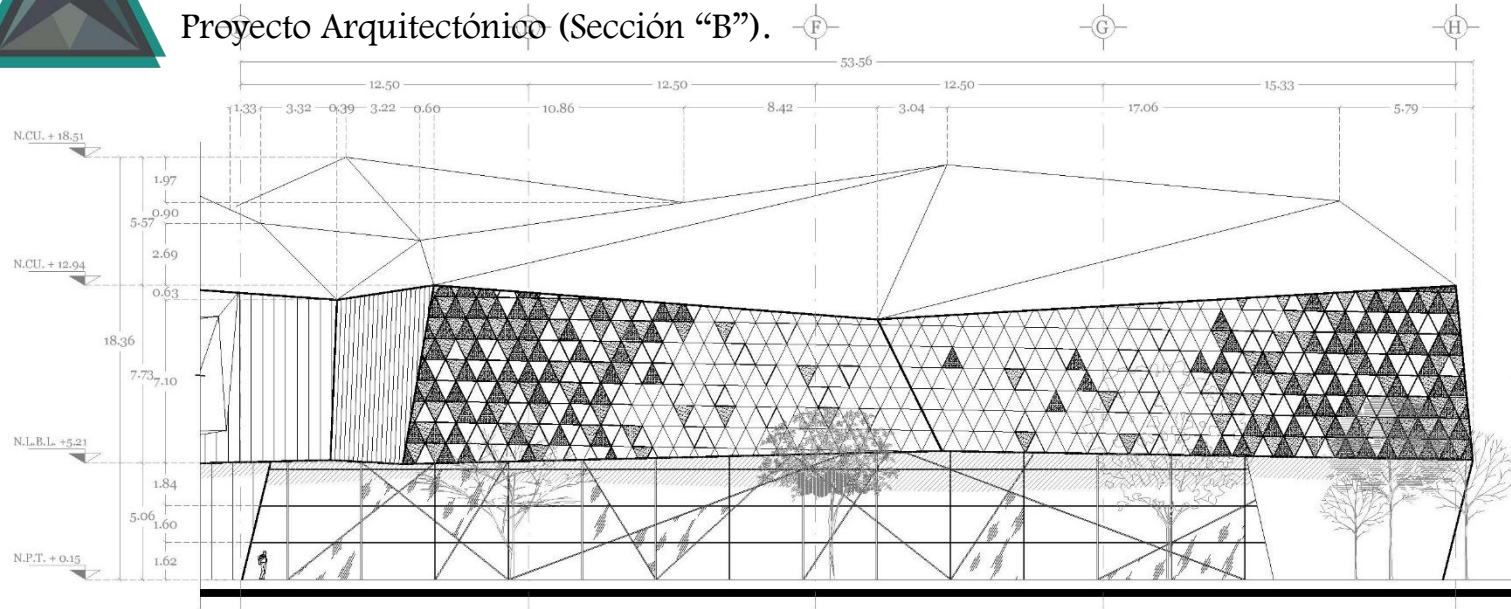 Proyecto Arquitectónico (Sección “B”).
F G H
53.56
12.50 12.50 12.50 15.33
1.33 3.32 0.39 3.22 0.60 10.86 8.42 3.04 17.06 5.79
N.CU. + 18.51
1.97
0.90
5.57
2.69
N.CU. + 12.94
0.63
18.36
7.73
7.10
N.L.B.L. +5.21
1.84
5.06
1.60
N.P.T. + 0.15
1.62